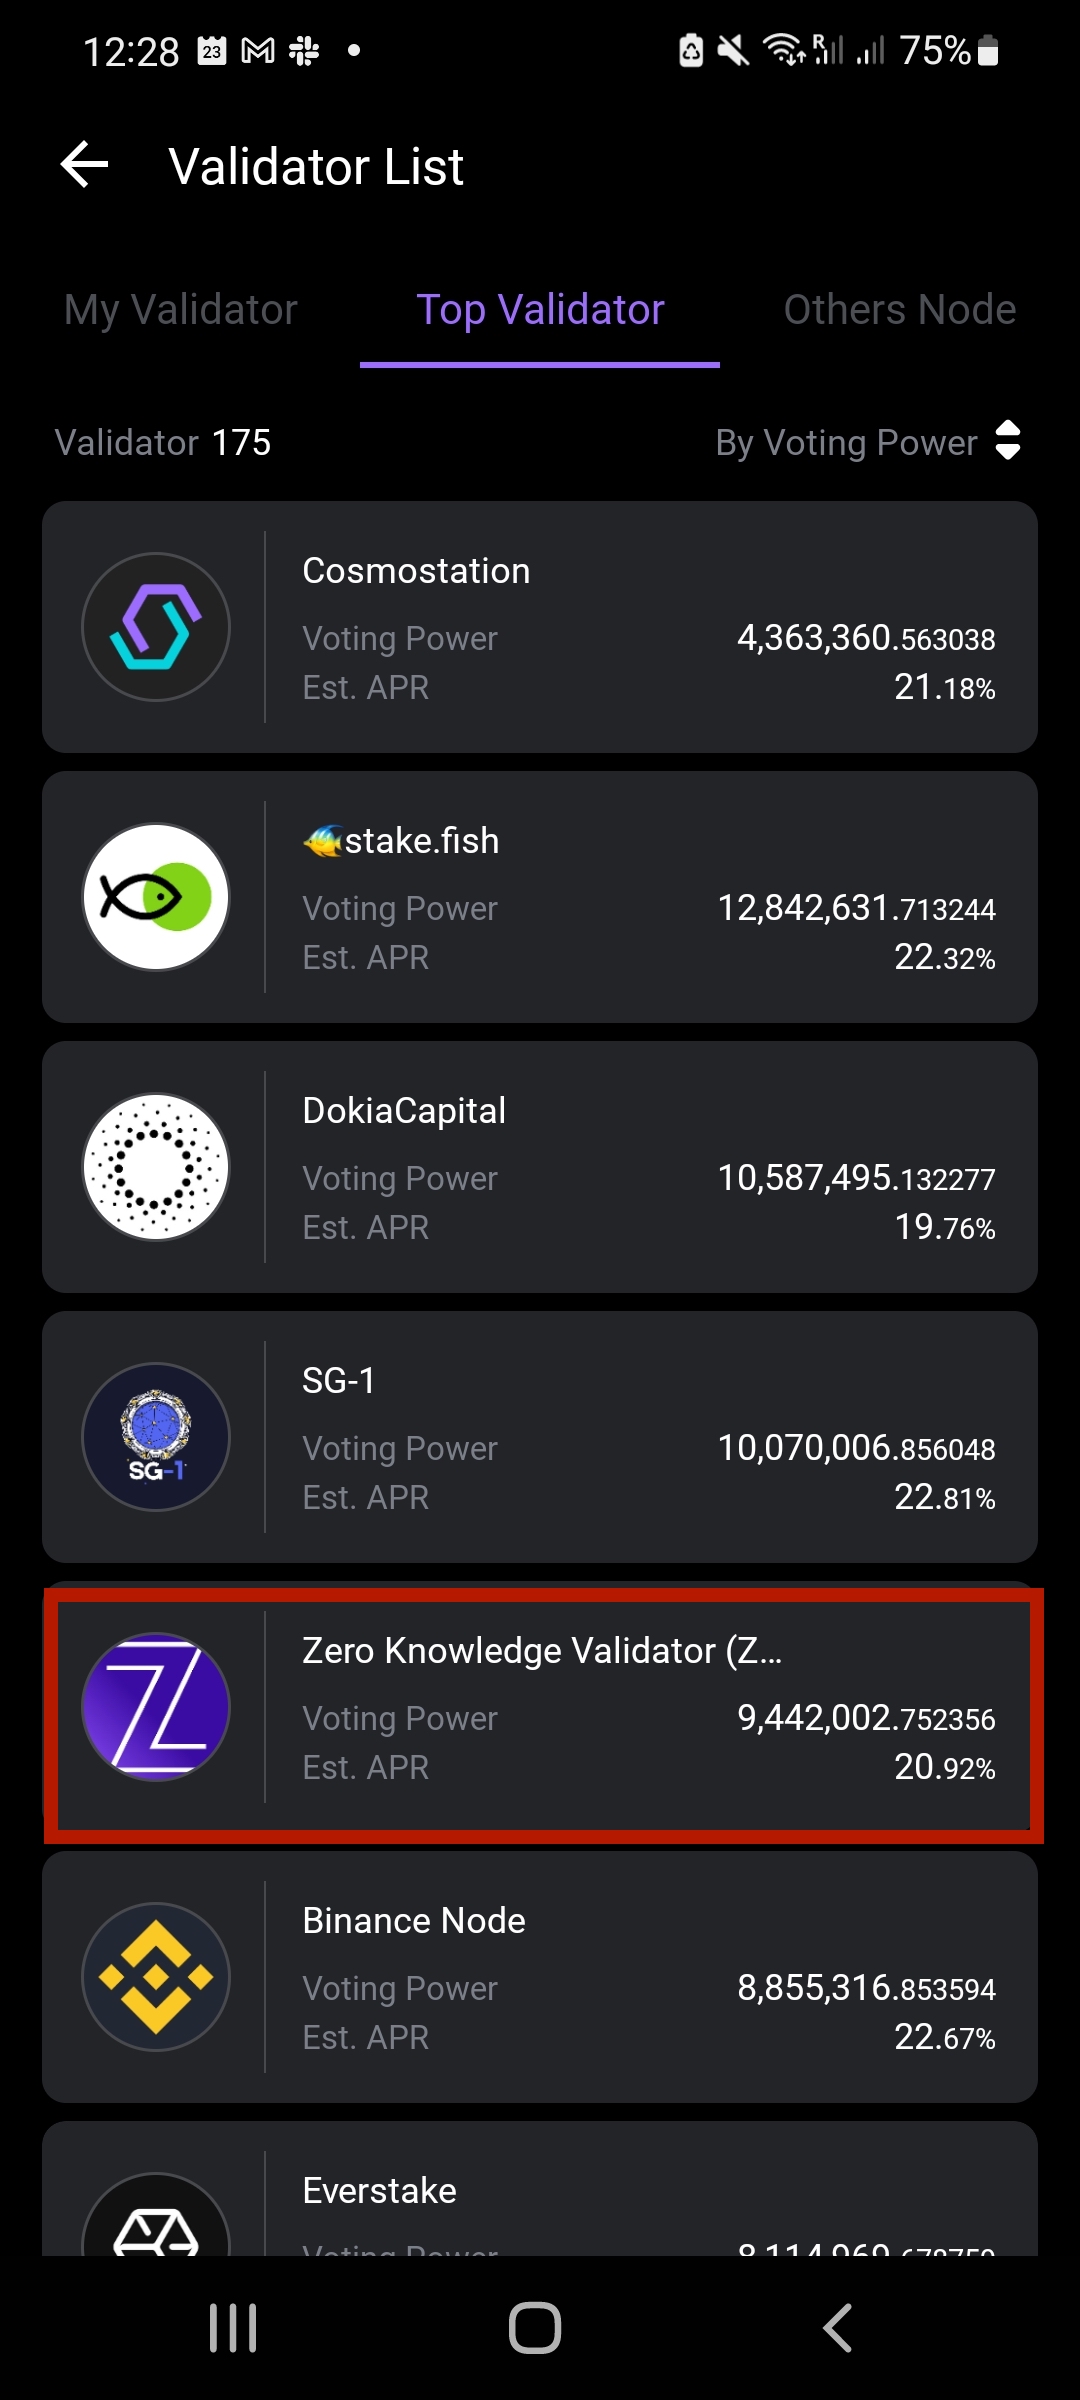 12:28 23 R 75%
Validator List
My Validator Top Validator Others Node
Validator 175 By Voting Power
Cosmostation
Voting Power 4,363,360.563038
Est. APR 21.18%
stake.fish
Voting Power 12,842,631.713244
Est. APR 22.32%
DokiaCapital
Voting Power 10,587,495.132277
Est. APR 19.76%
SG-1
SG-1
Voting Power 10,070,006.856048
Est. APR 22.81%
Zero Knowledge Validator (Z...
Voting Power 9,442,002.752356
Est. APR 20.92%
Binance Node
Voting Power 8,855,316.853594
Est. APR 22.67%
Everstake
Voting Power